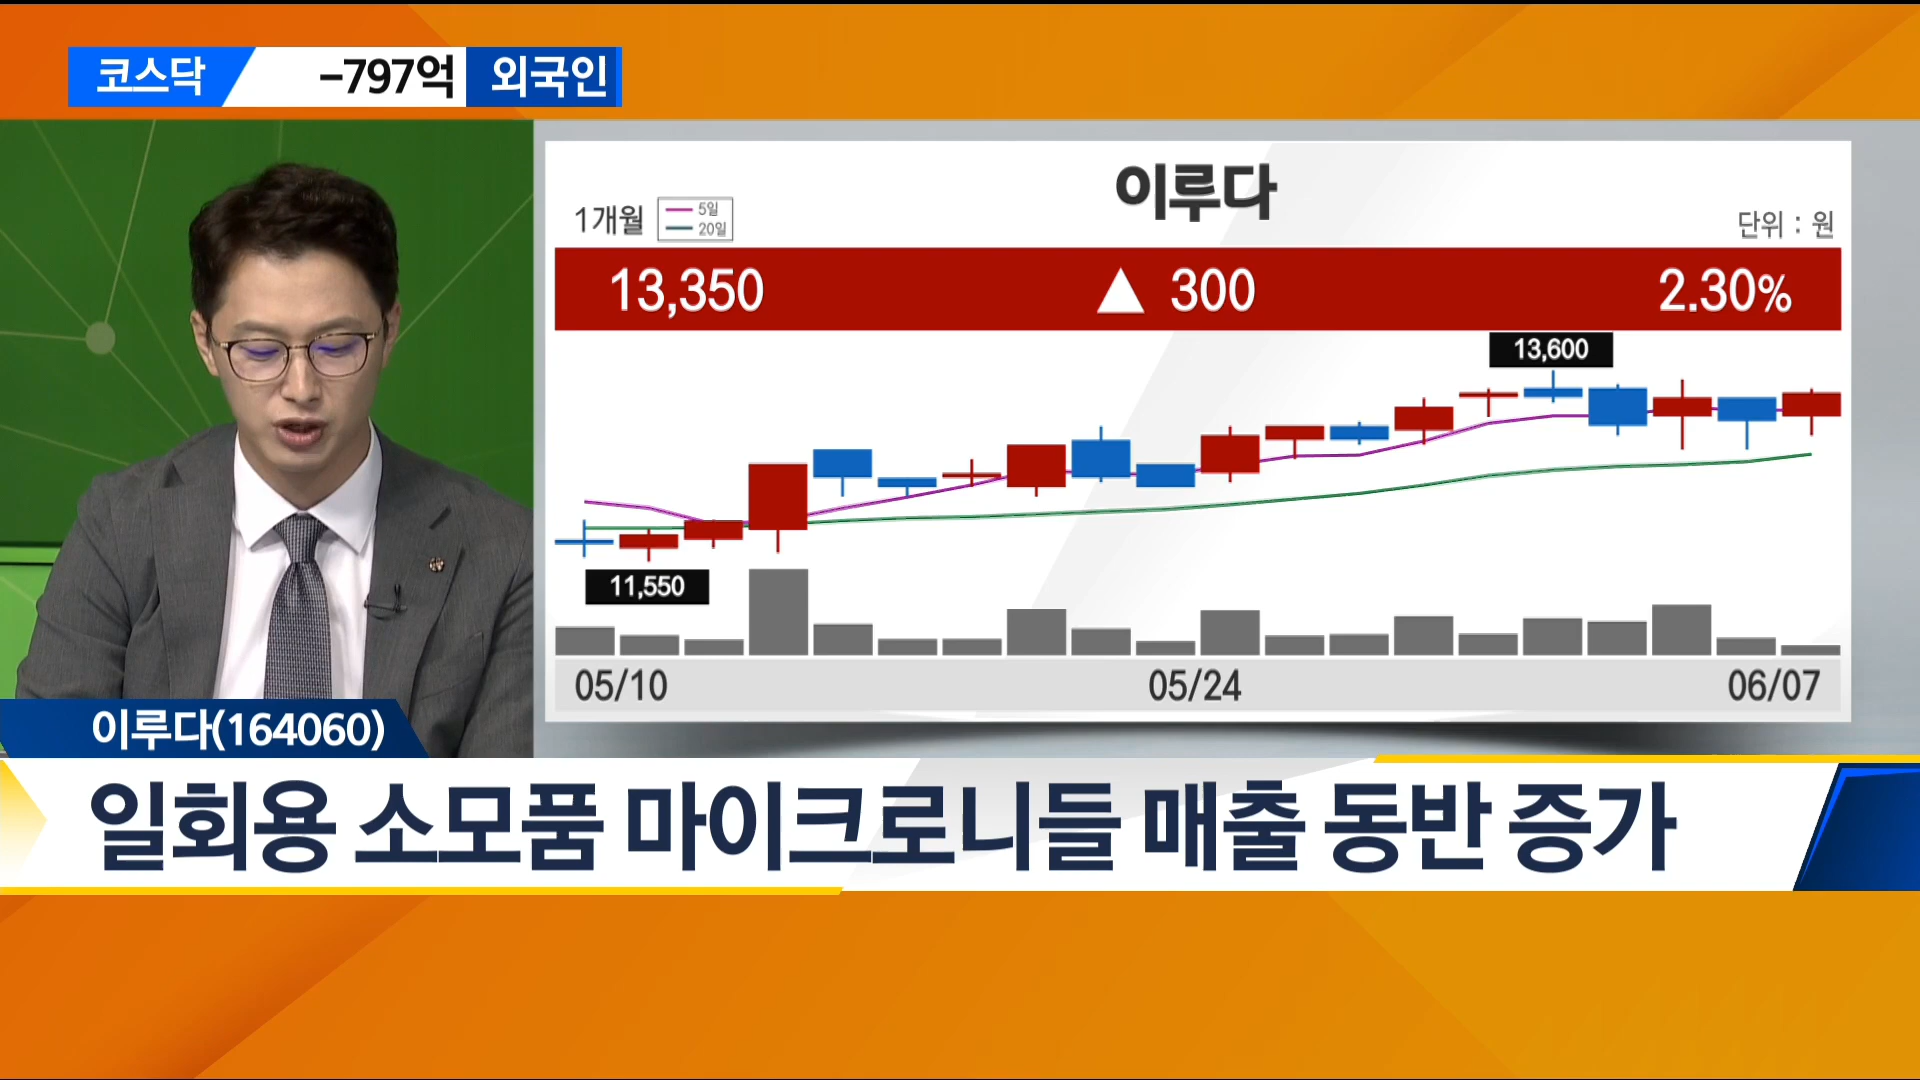 코스닥 -797억 외국인
이루다
1개월 5일
20일
단위 : 원
13,350 ▲ 300 2.30%
13,600
11,550
05/10 05/24 06/07
이루다(164060)
일회용 소모품 마이크로니들 매출 동반 증가